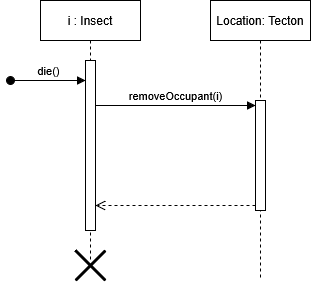 i : Insect
Location: Tecton
die()
removeOccupant(i)